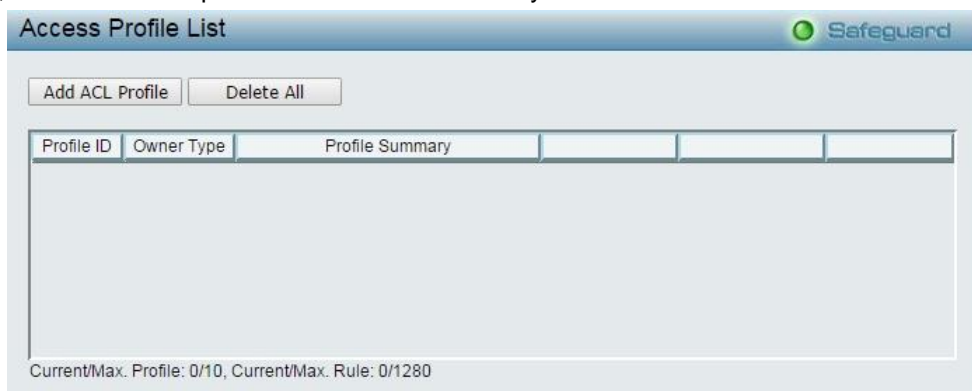 Access Profile List
Safeguard
Add ACL Profile Delete All
Profile ID Owner Type Profile Summary
Current/Max. Profile: 0/10, Current/Max. Rule: 0/1280